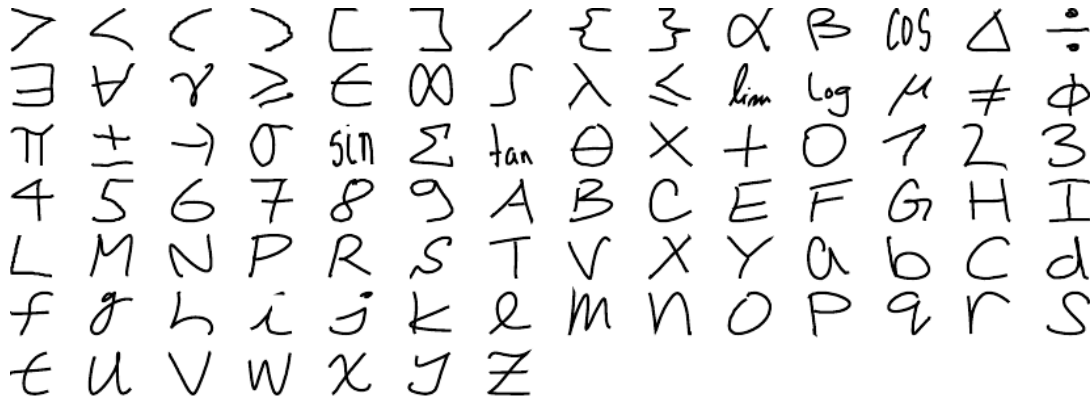 > < ( ) [ ] / { } α β cos Δ ÷
∃ ∀ γ ≥ ∈ ∞ ∫ λ ≤ lim log μ ≠ ϕ
π ± → σ sin Σ tan θ × + 0 1 2 3
4 5 6 7 8 9 A B C E F G H I
L M N P R S T V X Y a b C d
f g h i j k e m n o p q r s
t u v w x y z